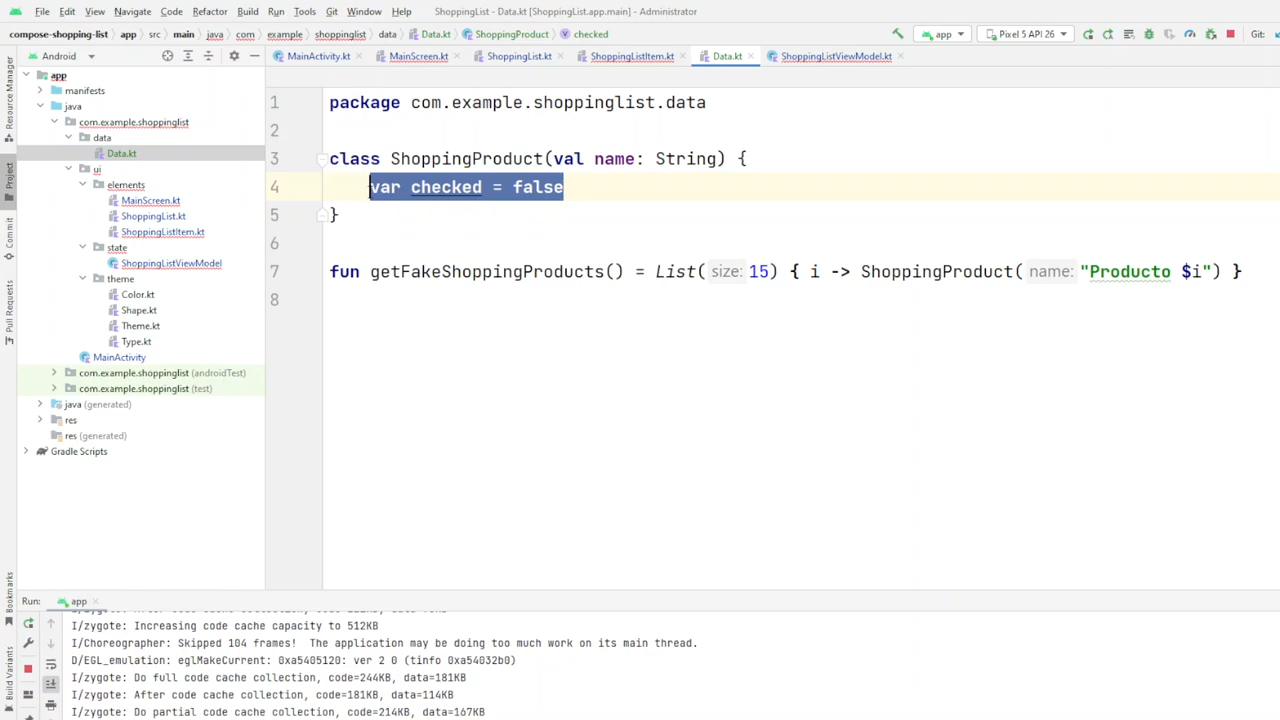 File Edit View Navigate Code Refactor Build Run Tools Git Window Help ShoppingList - Data.kt [ShoppingList.app.main] - Administrator
compose-shopping-list app src main java com example shoppinglist data Data.kt ShoppingProduct checked app Pixel 5 API 26 Git:
Android MainActivity.kt MainScreen.kt ShoppingList.kt ShoppingListItem.kt Data.kt ShoppingListViewModel.kt
Resource Manager
Project
Commit
Pull Requests
Bookmarks
Build Variants
app
manifests
java
com.example.shoppinglist
data
Data.kt
ui
elements
MainScreen.kt
ShoppingList.kt
ShoppingListItem.kt
state
ShoppingListViewModel
theme
Color.kt
Shape.kt
Theme.kt
Type.kt
MainActivity
com.example.shoppinglist (androidTest)
com.example.shoppinglist (test)
java (generated)
res
res (generated)
Gradle Scripts
1 package com.example.shoppinglist.data
2
3 class ShoppingProduct(val name: String) {
4 var checked = false
5 }
6
7 fun getFakeShoppingProducts() = List( size: 15) { i -> ShoppingProduct( name: "Producto $i") }
8
Run: app
I/zygote: Increasing code cache capacity to 512KB
I/Choreographer: Skipped 104 frames! The application may be doing too much work on its main thread.
D/EGL_emulation: eglMakeCurrent: 0xa5405120: ver 2 0 (tinfo 0xa54032b0)
I/zygote: Do full code cache collection, code=244KB, data=181KB
I/zygote: After code cache collection, code=181KB, data=114KB
I/zygote: Do partial code cache collection, code=214KB, data=167KB